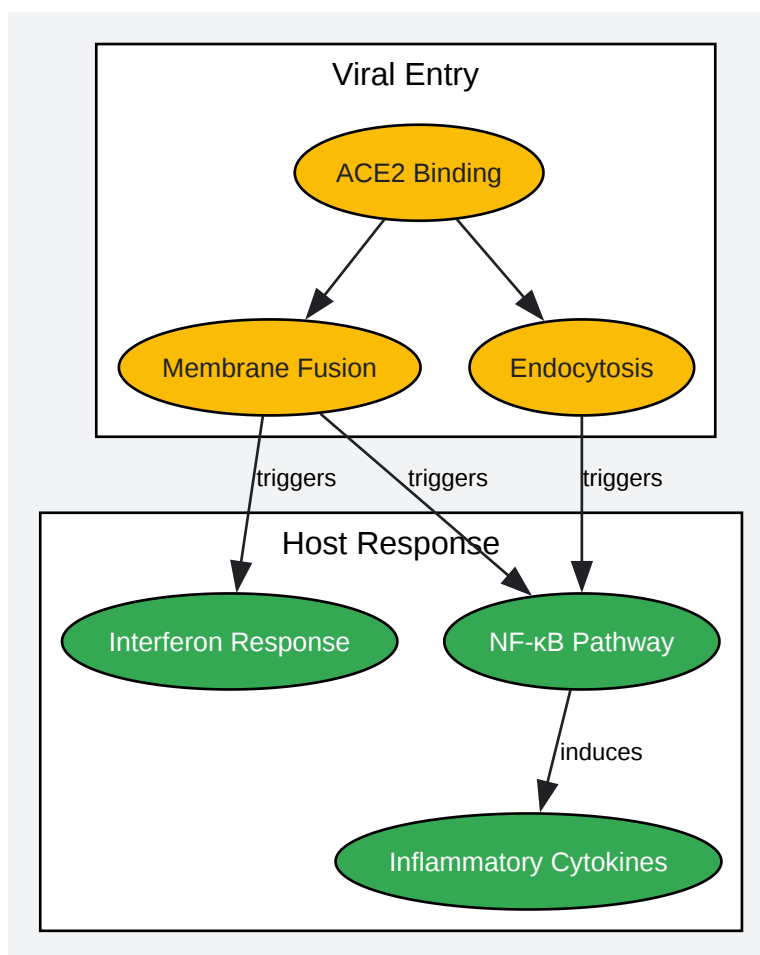 Viral Entry
ACE2 Binding
Membrane Fusion
Endocytosis
triggers
triggers
triggers
Host Response
Interferon Response
NF-κB Pathway
induces
Inflammatory Cytokines